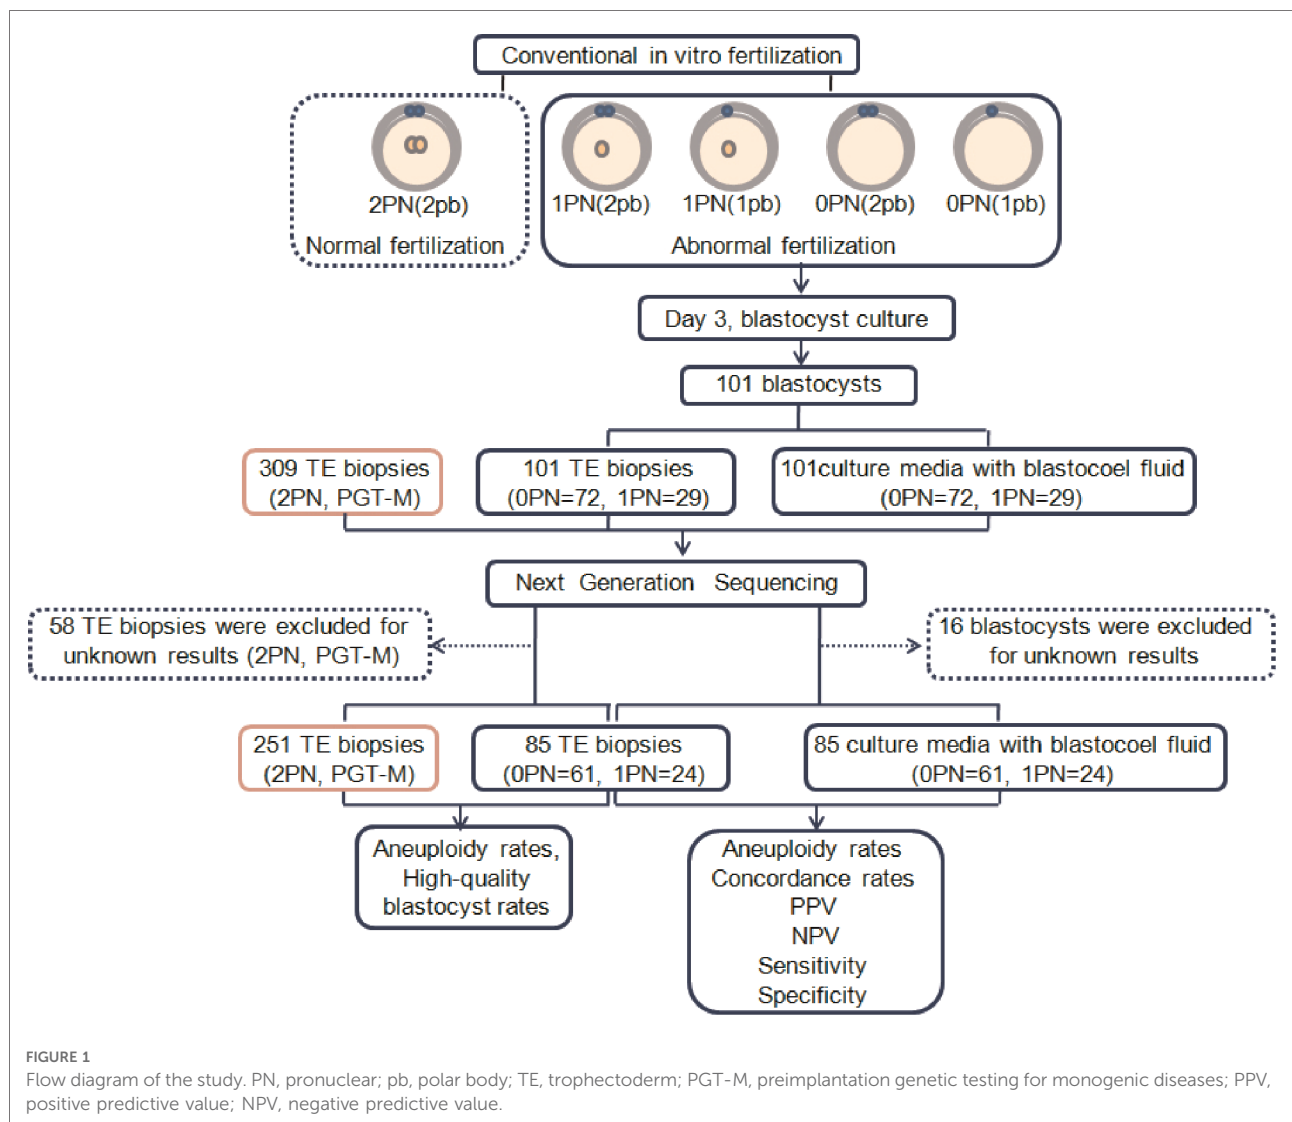 Conventional in vitro fertilization
2PN(2pb)
Normal fertilization
1PN(2pb)
1PN(1pb)
0PN(2pb)
0PN(1pb)
Abnormal fertilization
Day 3, blastocyst culture
101 blastocysts
309 TE biopsies
(2PN, PGT-M)
101 TE biopsies
(0PN=72, 1PN=29)
101culture media with blastocoel fluid
(0PN=72, 1PN=29)
Next Generation Sequencing
58 TE biopsies were excluded for
unknown results (2PN, PGT-M)
16 blastocysts were excluded
for unknown results
251 TE biopsies
(2PN, PGT-M)
85 TE biopsies
(0PN=61, 1PN=24)
85 culture media with blastocoel fluid
(0PN=61, 1PN=24)
Aneuploidy rates,
High-quality
blastocyst rates
Aneuploidy rates
Concordance rates
PPV
NPV
Sensitivity
Specificity
FIGURE 1
Flow diagram of the study. PN, pronuclear; pb, polar body; TE, trophectoderm; PGT-M, preimplantation genetic testing for monogenic diseases; PPV,
positive predictive value; NPV, negative predictive value.